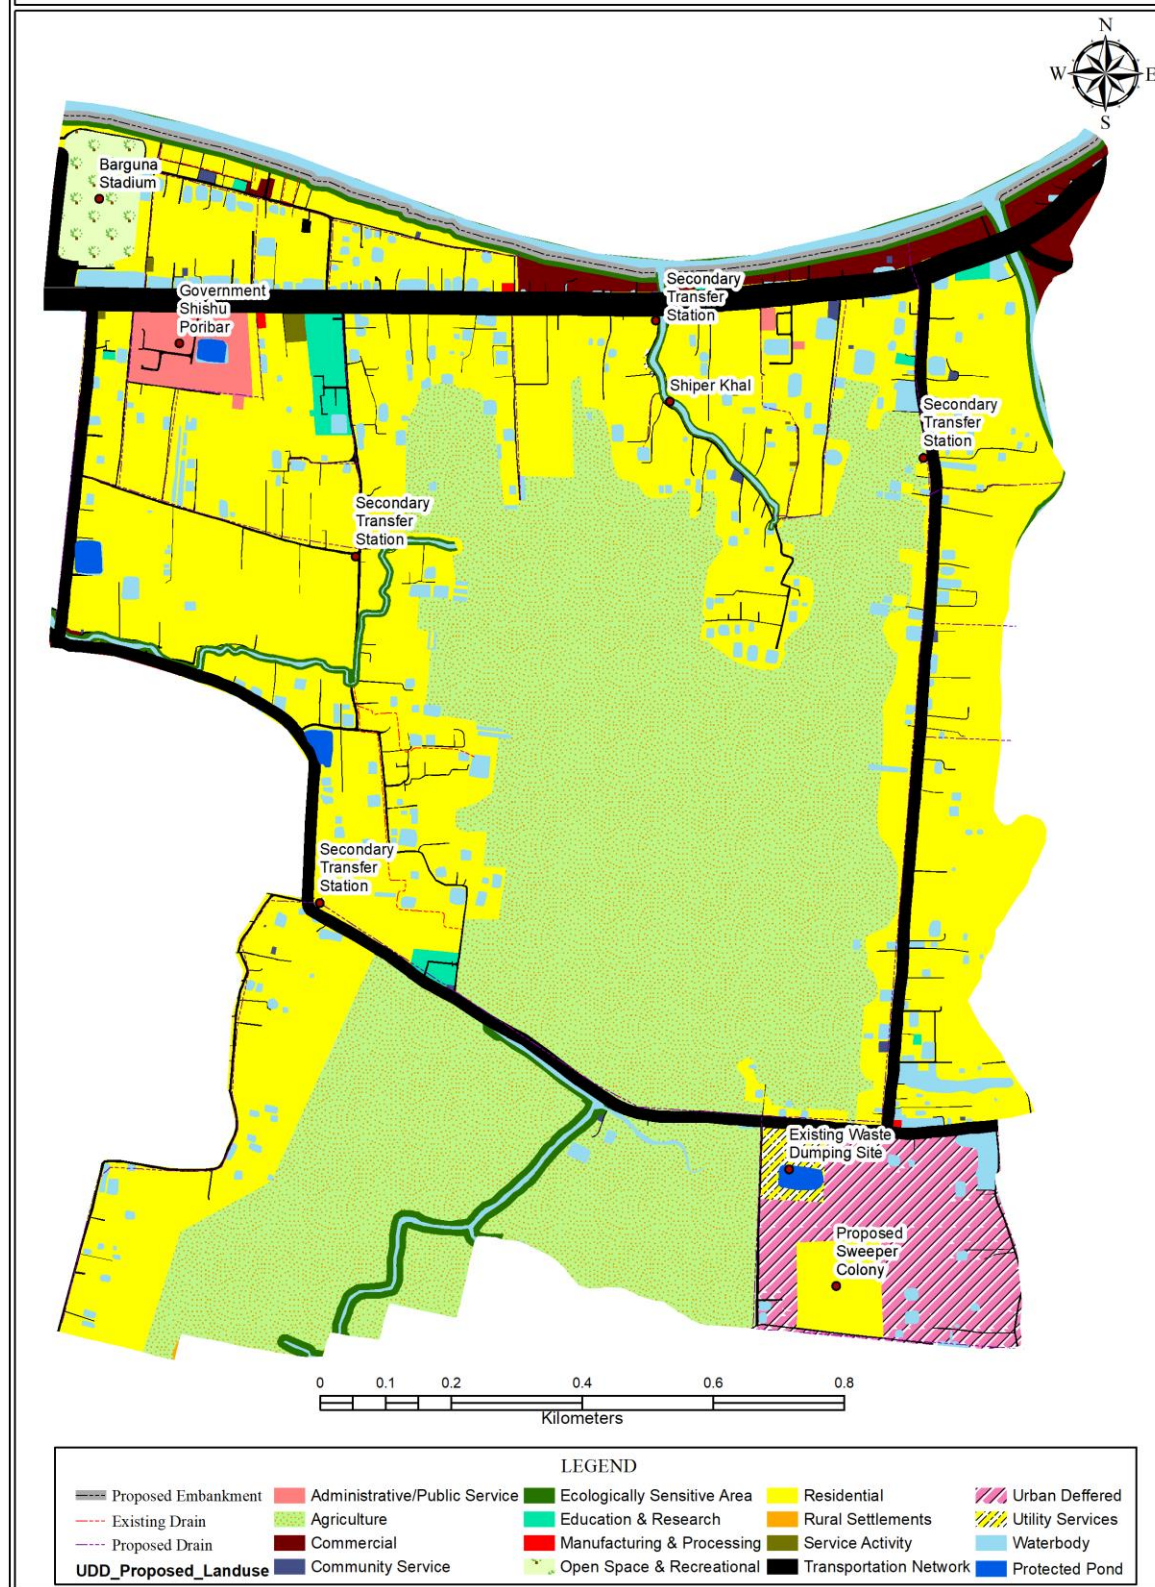 N
W
E
S
Barguna
Stadium
Government
Shishu
Poribar
Secondary
Transfer
Station
Shiper Khal
Secondary
Transfer
Station
Secondary
Transfer
Station
Secondary
Transfer
Station
Existing Waste
Dumping Site
Proposed
Sweeper
Colony
0 0.1 0.2 0.4 0.6 0.8
Kilometers
LEGEND
Proposed Embankment
Existing Drain
Proposed Drain
UDD_Proposed_Landuse
Administrative/Public Service
Agriculture
Commercial
Community Service
Ecologically Sensitive Area
Education & Research
Manufacturing & Processing
Open Space & Recreational
Residential
Rural Settlements
Service Activity
Transportation Network
Urban Deffered
Utility Services
Waterbody
Protected Pond